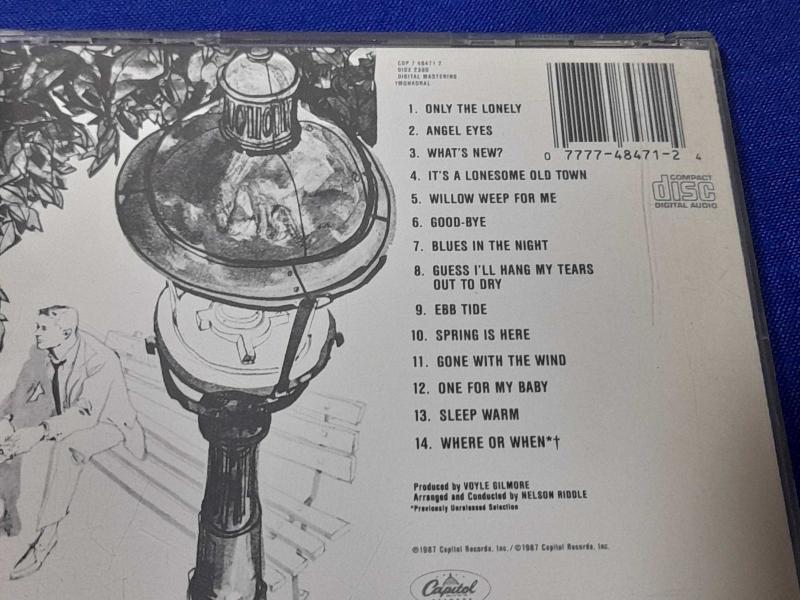 CDP 7 48471 2
DIDX 2300
DIGITAL MASTERING
†MONAURAL
1. ONLY THE LONELY
2. ANGEL EYES
3. WHAT'S NEW?
4. IT'S A LONESOME OLD TOWN
5. WILLOW WEEP FOR ME
6. GOOD-BYE
7. BLUES IN THE NIGHT
8. GUESS I'LL HANG MY TEARS
OUT TO DRY
9. EBB TIDE
10. SPRING IS HERE
11. GONE WITH THE WIND
12. ONE FOR MY BABY
13. SLEEP WARM
14. WHERE OR WHEN*†
Produced by VOYLE GILMORE
Arranged and Conducted by NELSON RIDDLE
*Previously Unreleased Selection
℗1987 Capitol Records, Inc./©1987 Capitol Records, Inc.
Capitol
0 7777-48471-2 4
COMPACT
disc
DIGITAL AUDIO